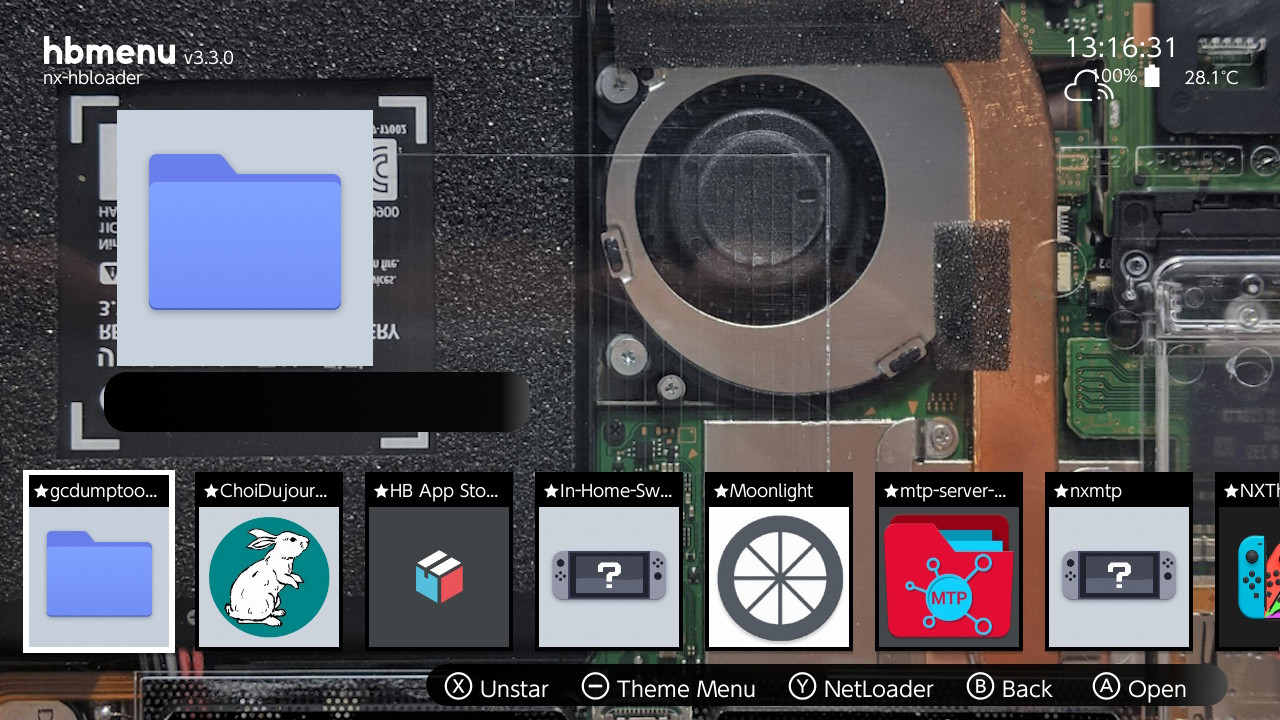 hbmenu v3.3.0
nx-hbloader
13:16:31
100% 28.1°C
★gcdumptoo...
★ChoiDujour...
★HB App Sto...
★In-Home-Sw...
★Moonlight
★mtp-server-...
★nxmtp
★NXTh
?
MTP
?
X Unstar
− Theme Menu
Y NetLoader
B Back
A Open